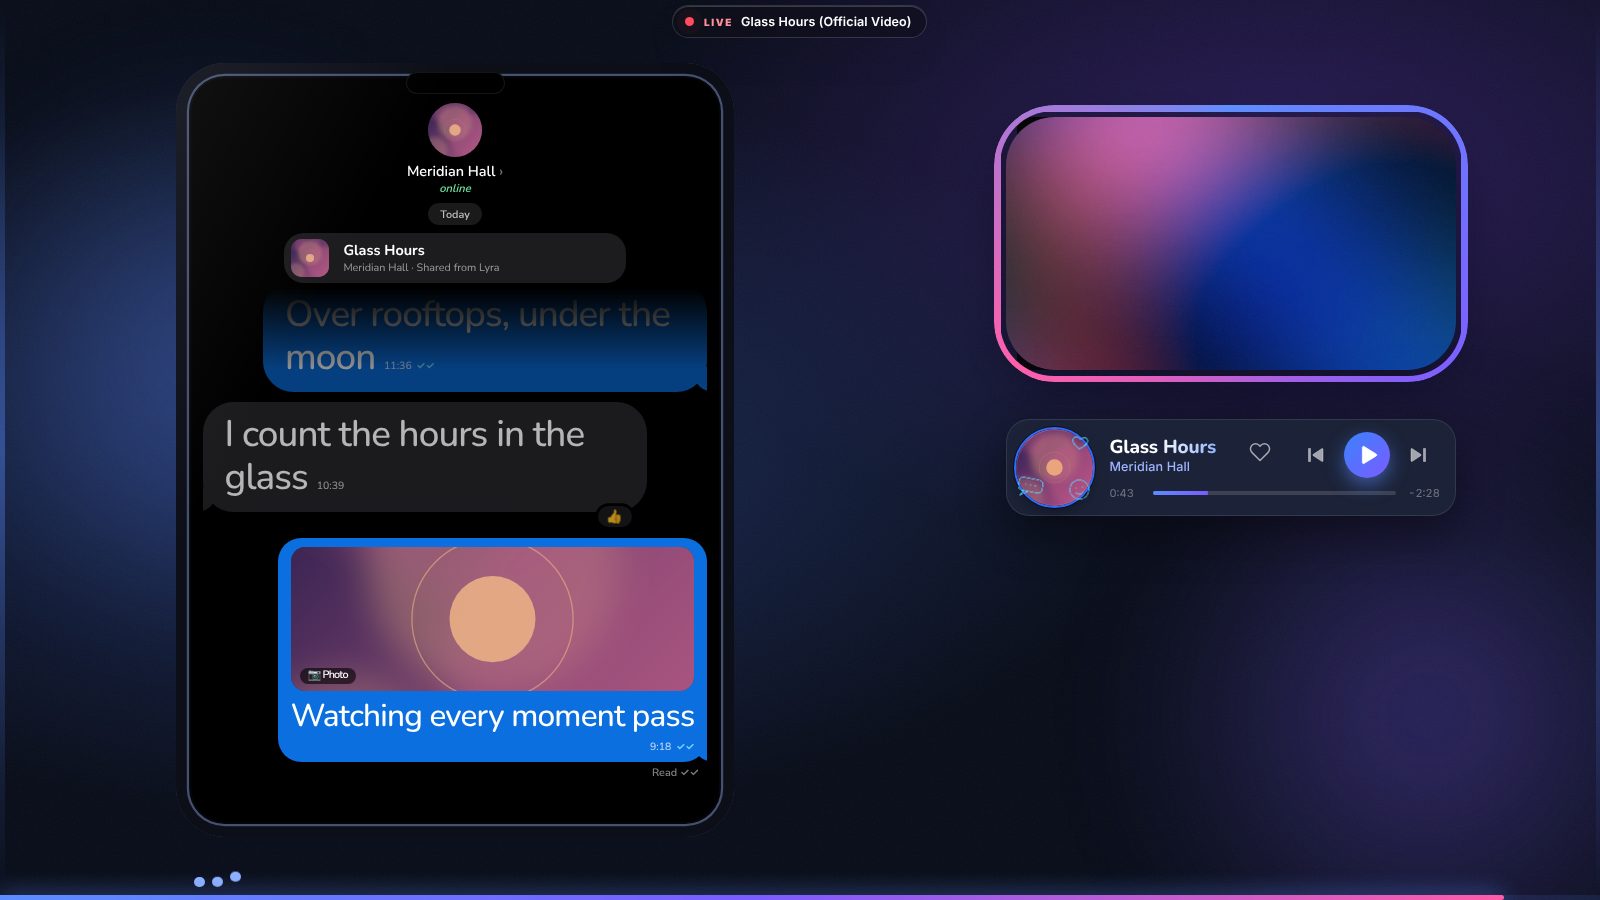 LIVE Glass Hours (Official Video)
Meridian Hall ›
online
Today
Glass Hours
Meridian Hall · Shared from Lyra
Over rooftops, under the
moon 11:36
I count the hours in the
glass 10:39
Photo
Watching every moment pass
9:18
Read
Glass Hours
Meridian Hall
0:43 -2:28